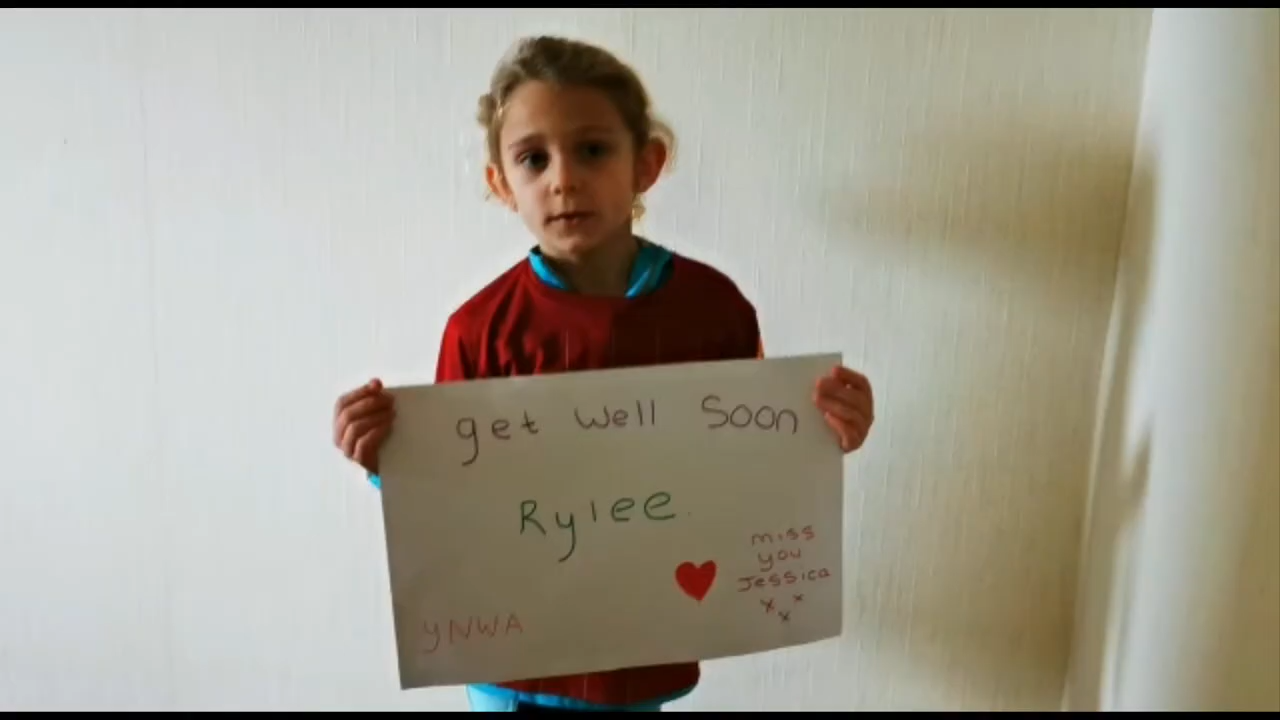 get well Soon
Rylee.
miss
you
Jessica
x x x
YNWA